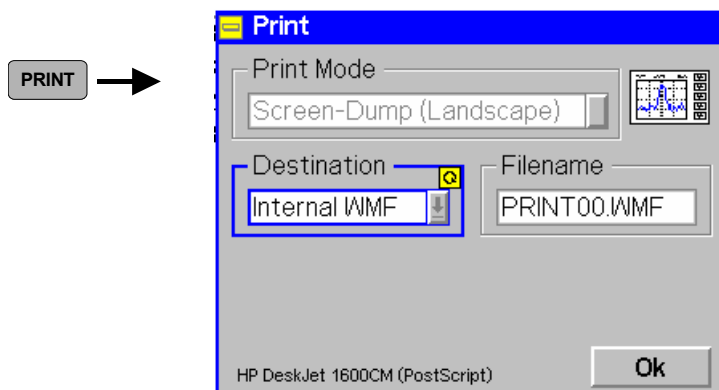 Print
PRINT
Print Mode
Screen-Dump (Landscape)
Destination
Filename
Internal WMF
PRINT00.WMF
HP DeskJet 1600CM (PostScript)
Ok